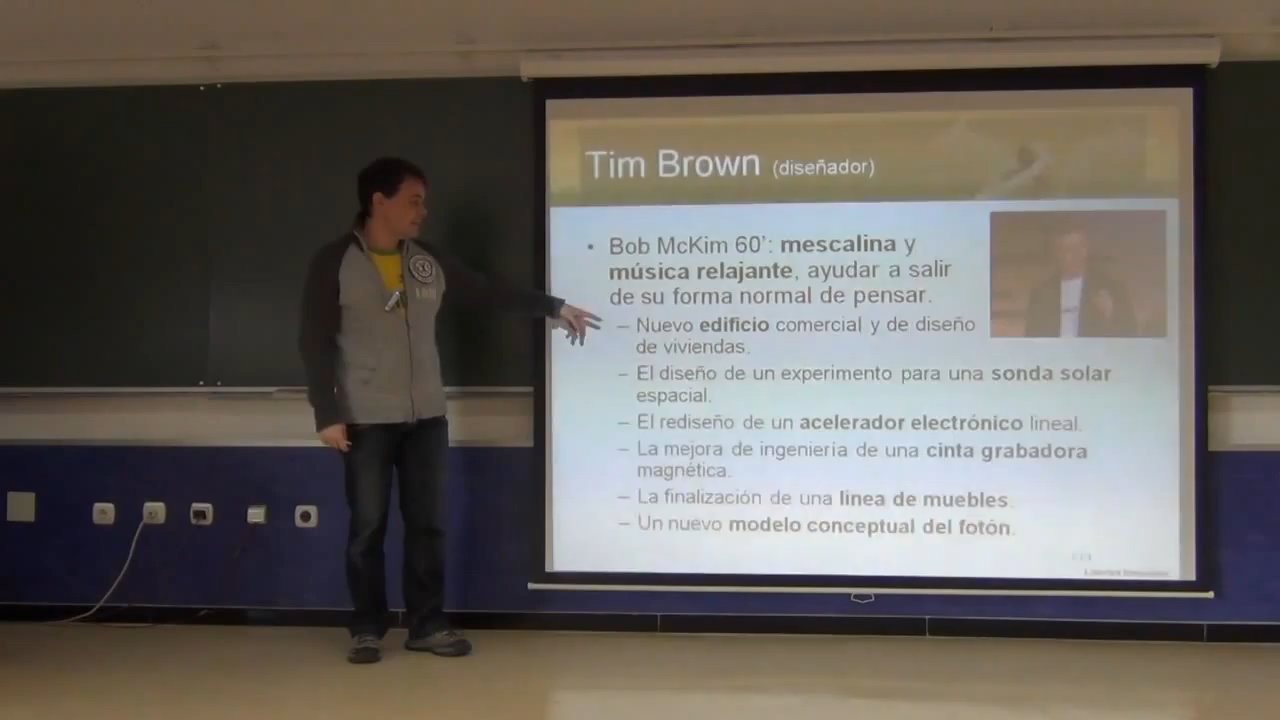 Tim Brown (diseñador)
• Bob McKim 60’: mescalina y
música relajante, ayudar a salir
de su forma normal de pensar.
– Nuevo edificio comercial y de diseño
de viviendas.
– El diseño de un experimento para una sonda solar
espacial.
– El rediseño de un acelerador electrónico lineal.
– La mejora de ingeniería de una cinta grabadora
magnética.
– La finalización de una línea de muebles.
– Un nuevo modelo conceptual del fotón.